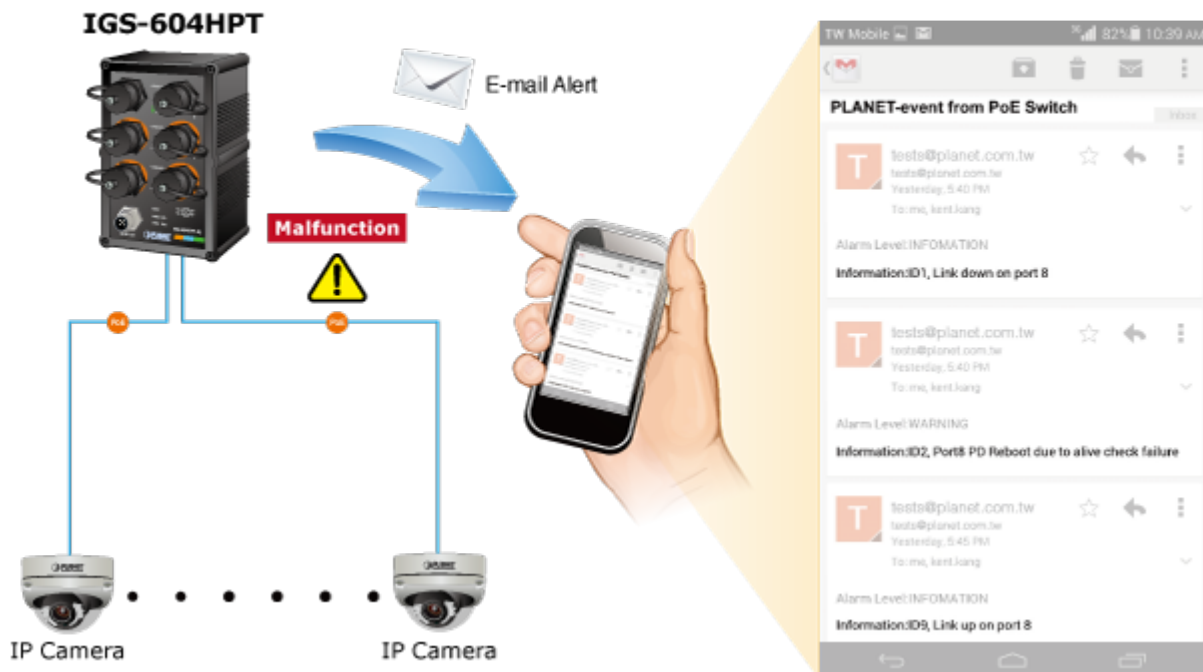 IGS-604HPT
E-mail Alert
Malfunction
PoE
PoE
PLANET
PLANET
PLANET
IP Camera
IP Camera
TW Mobile
3G
82% 10:39 AM
PLANET-event from PoE Switch
Inbox
T
tests@planet.com.tw
tests@planet.com.tw
Yesterday, 5:40 PM
To: me, kent.kang
Alarm Level:INFOMATION
Information:ID1, Link down on port 8
T
tests@planet.com.tw
tests@planet.com.tw
Yesterday, 5:40 PM
To: me, kent.kang
Alarm Level:WARNING
Information:ID2, Port8 PD Reboot due to alive check failure
T
tests@planet.com.tw
tests@planet.com.tw
Yesterday, 5:45 PM
To: me, kent.kang
Alarm Level:INFOMATION
Information:ID9, Link up on port 8